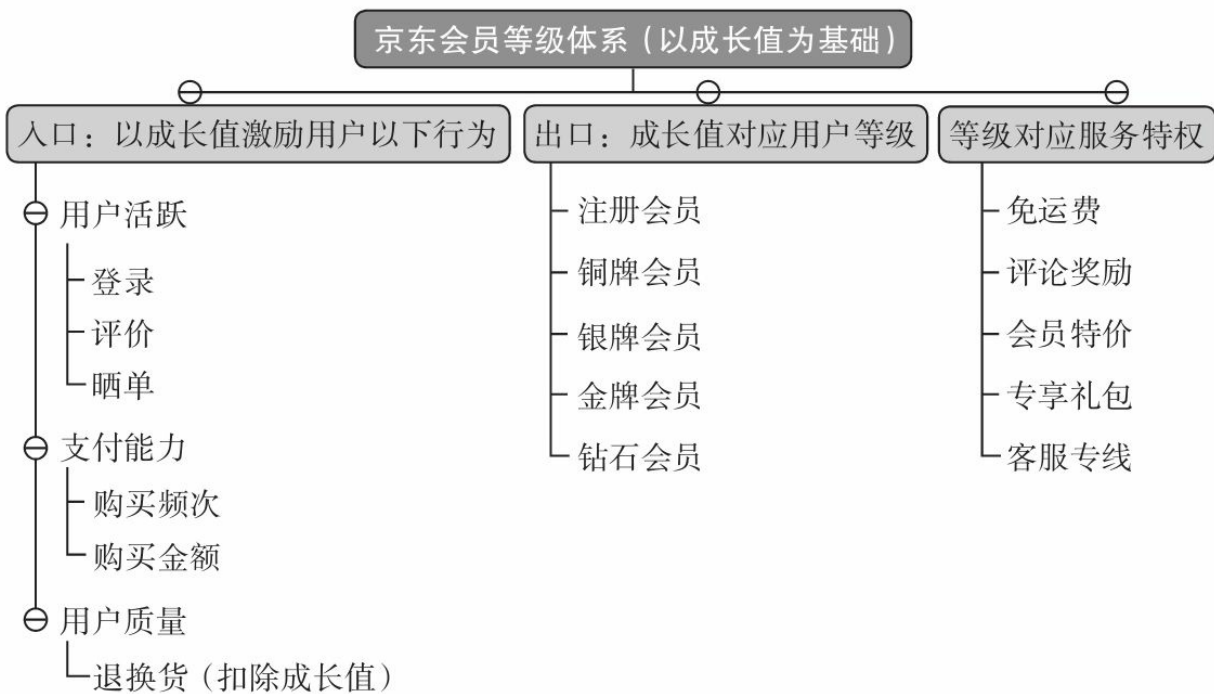 京东会员等级体系（以成长值为基础）
入口：以成长值激励用户以下行为
用户活跃
登录
评价
晒单
支付能力
购买频次
购买金额
用户质量
退换货（扣除成长值）
出口：成长值对应用户等级
注册会员
铜牌会员
银牌会员
金牌会员
钻石会员
等级对应服务特权
免运费
评论奖励
会员特价
专享礼包
客服专线